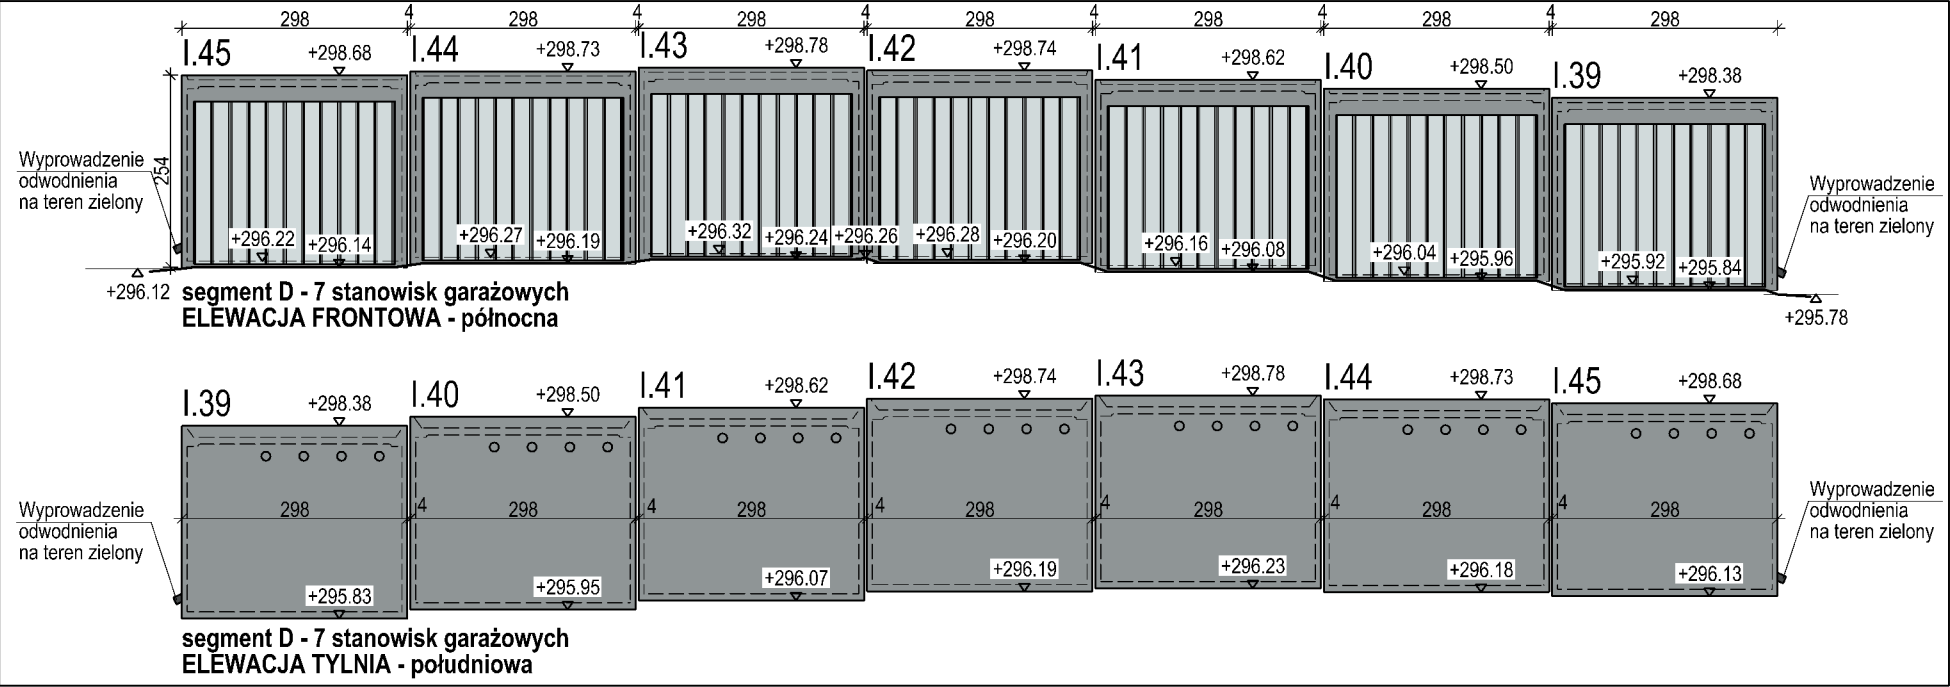 298 4 298 4 298 4 298 4 298 4 298 4 298
I.45 +298.68 I.44 +298.73 I.43 +298.78 I.42 +298.74 I.41 +298.62 I.40 +298.50 I.39 +298.38
254
Wyprowadzenie
odwodnienia
na teren zielony
Wyprowadzenie
odwodnienia
na teren zielony
+296.22 +296.14 +296.27 +296.19 +296.32 +296.24 +296.26 +296.28 +296.20 +296.16 +296.08 +296.04 +295.96 +295.92 +295.84
+296.12
+295.78
segment D - 7 stanowisk garażowych
ELEWACJA FRONTOWA - północna
I.39 +298.38 I.40 +298.50 I.41 +298.62 I.42 +298.74 I.43 +298.78 I.44 +298.73 I.45 +298.68
298 4 298 4 298 4 298 4 298 4 298 4 298
Wyprowadzenie
odwodnienia
na teren zielony
Wyprowadzenie
odwodnienia
na teren zielony
+295.83 +295.95 +296.07 +296.19 +296.23 +296.18 +296.13
segment D - 7 stanowisk garażowych
ELEWACJA TYLNIA - południowa